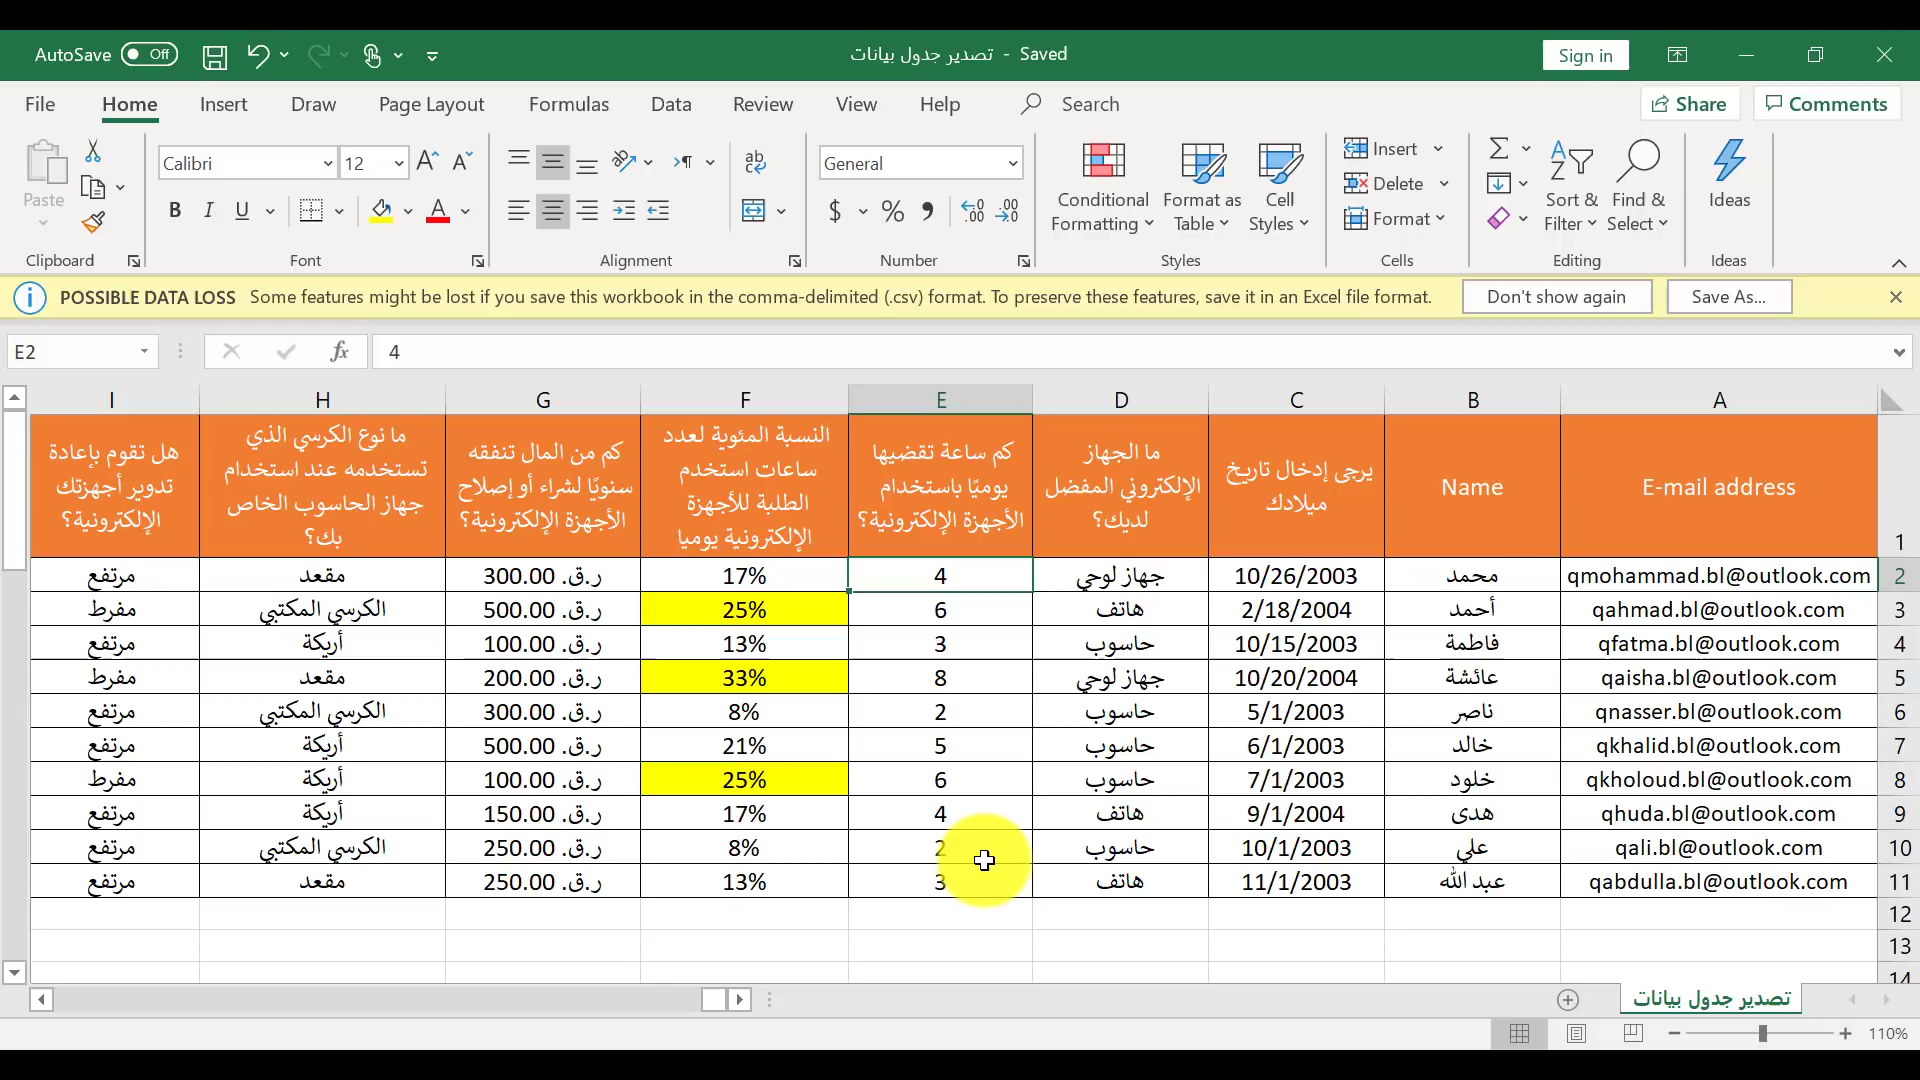 AutoSave Off تصدير جدول بيانات - Saved Sign in
File Home Insert Draw Page Layout Formulas Data Review View Help Search Share Comments
Paste
Clipboard
Calibri 12
B I U
Font
Alignment
General
Number
Conditional Formatting
Format as Table
Cell Styles
Styles
Insert
Delete
Format
Cells
Sort & Filter
Find & Select
Editing
Ideas
Ideas
POSSIBLE DATA LOSS Some features might be lost if you save this workbook in the comma-delimited (.csv) format. To preserve these features, save it in an Excel file format. Don't show again Save As...
E2 fx 4
A B C D E F G H I
1 E-mail address Name يرجى إدخال تاريخ ميلادك ما الجهاز الإلكتروني المفضل لديك؟ كم ساعة تقضيها يوميًا باستخدام الأجهزة الإلكترونية؟ النسبة المئوية لعدد ساعات استخدم الطلبة للأجهزة الإلكترونية يوميا كم من المال تنفقه سنويًا لشراء أو إصلاح الأجهزة الإلكترونية؟ ما نوع الكرسي الذي تستخدمه عند استخدام جهاز الحاسوب الخاص بك؟ هل تقوم بإعادة تدوير أجهزتك الإلكترونية؟
2 qmohammad.bl@outlook.com محمد 10/26/2003 جهاز لوحي 4 17% ر.ق. 300.00 مقعد مرتفع
3 qahmad.bl@outlook.com أحمد 2/18/2004 هاتف 6 25% ر.ق. 500.00 الكرسي المكتبي مفرط
4 qfatma.bl@outlook.com فاطمة 10/15/2003 حاسوب 3 13% ر.ق. 100.00 أريكة مرتفع
5 qaisha.bl@outlook.com عائشة 10/20/2004 جهاز لوحي 8 33% ر.ق. 200.00 مقعد مفرط
6 qnasser.bl@outlook.com ناصر 5/1/2003 حاسوب 2 8% ر.ق. 300.00 الكرسي المكتبي مرتفع
7 qkhalid.bl@outlook.com خالد 6/1/2003 حاسوب 5 21% ر.ق. 500.00 أريكة مرتفع
8 qkholoud.bl@outlook.com خلود 7/1/2003 حاسوب 6 25% ر.ق. 100.00 أريكة مفرط
9 qhuda.bl@outlook.com هدى 9/1/2004 هاتف 4 17% ر.ق. 150.00 أريكة مرتفع
10 qali.bl@outlook.com علي 10/1/2003 حاسوب 2 8% ر.ق. 250.00 الكرسي المكتبي مرتفع
11 qabdulla.bl@outlook.com عبد الله 11/1/2003 هاتف 3 13% ر.ق. 250.00 مقعد مرتفع
12
13
14
تصدير جدول بيانات
110%